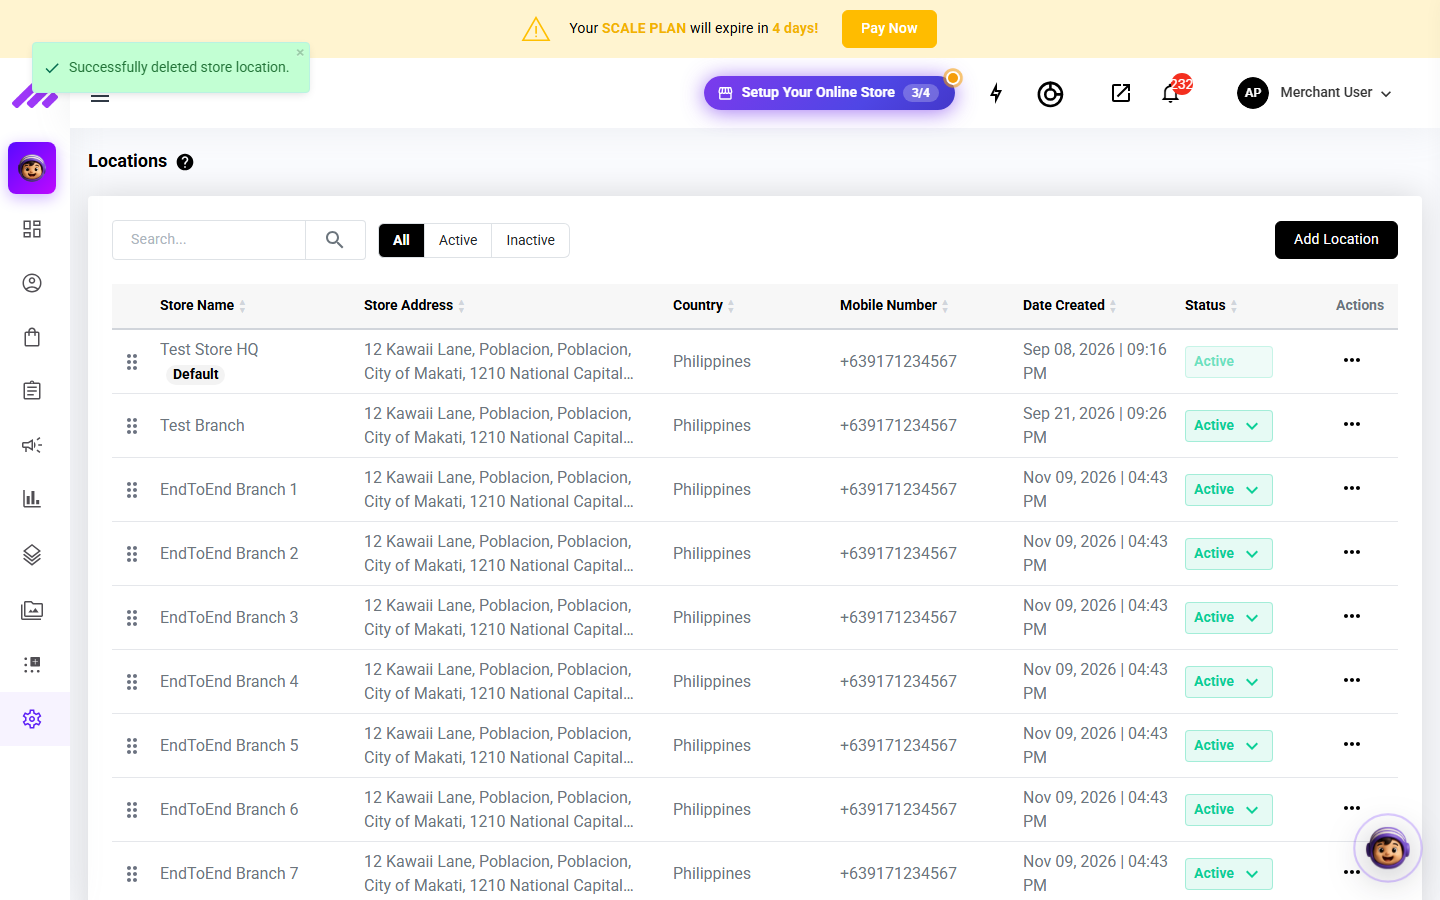 Your SCALE PLAN will expire in 4 days!
Pay Now
Successfully deleted store location.
×
Setup Your Online Store 3/4
232
AP
Merchant User
Locations
?
Search...
All
Active
Inactive
Add Location
Store Name
Store Address
Country
Mobile Number
Date Created
Status
Actions
Test Store HQ
Default
12 Kawaii Lane, Poblacion, Poblacion,
City of Makati, 1210 National Capital...
Philippines
+639171234567
Sep 08, 2026 | 09:16
PM
Active
Test Branch
12 Kawaii Lane, Poblacion, Poblacion,
City of Makati, 1210 National Capital...
Philippines
+639171234567
Sep 21, 2026 | 09:26
PM
Active
EndToEnd Branch 1
12 Kawaii Lane, Poblacion, Poblacion,
City of Makati, 1210 National Capital...
Philippines
+639171234567
Nov 09, 2026 | 04:43
PM
Active
EndToEnd Branch 2
12 Kawaii Lane, Poblacion, Poblacion,
City of Makati, 1210 National Capital...
Philippines
+639171234567
Nov 09, 2026 | 04:43
PM
Active
EndToEnd Branch 3
12 Kawaii Lane, Poblacion, Poblacion,
City of Makati, 1210 National Capital...
Philippines
+639171234567
Nov 09, 2026 | 04:43
PM
Active
EndToEnd Branch 4
12 Kawaii Lane, Poblacion, Poblacion,
City of Makati, 1210 National Capital...
Philippines
+639171234567
Nov 09, 2026 | 04:43
PM
Active
EndToEnd Branch 5
12 Kawaii Lane, Poblacion, Poblacion,
City of Makati, 1210 National Capital...
Philippines
+639171234567
Nov 09, 2026 | 04:43
PM
Active
EndToEnd Branch 6
12 Kawaii Lane, Poblacion, Poblacion,
City of Makati, 1210 National Capital...
Philippines
+639171234567
Nov 09, 2026 | 04:43
PM
Active
EndToEnd Branch 7
12 Kawaii Lane, Poblacion, Poblacion,
City of Makati, 1210 National Capital...
Philippines
+639171234567
Nov 09, 2026 | 04:43
PM
Active